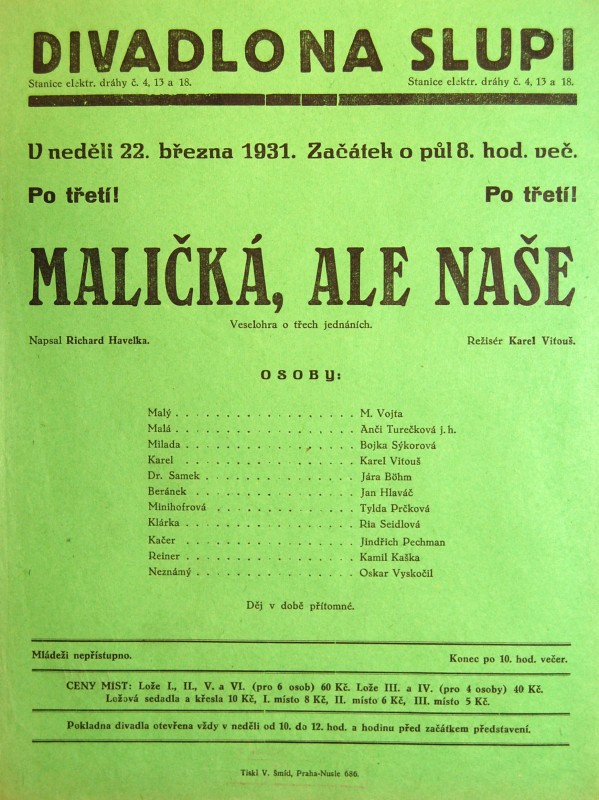 DIVADLO NA SLUPI
Stanice elektr. dráhy č. 4, 13 a 18. Stanice elektr. dráhy č. 4, 13 a 18.
V neděli 22. března 1931. Začátek o půl 8. hod. več.
Po třetí! Po třetí!
MALIČKÁ, ALE NAŠE
Veselohra o třech jednáních.
Napsal Richard Havelka. Režisér Karel Vitouš.
OSOBY:
Malý . . . . . . . . . . . . . . M. Vojta
Malá . . . . . . . . . . . . . . Anči Turečková j. h.
Milada . . . . . . . . . . . . . Bojka Sýkorová
Karel . . . . . . . . . . . . . Karel Vitouš
Dr. Samek . . . . . . . . . . . Jára Böhm
Beránek . . . . . . . . . . . . Jan Hlaváč
Minihofrová . . . . . . . . . . Tylda Prčková
Klárka . . . . . . . . . . . . . Ria Seidlová
Kačer . . . . . . . . . . . . . Jindřich Pechman
Reiner . . . . . . . . . . . . . Kamil Kaška
Neznámý . . . . . . . . . . . . Oskar Vyskočil
Děj v době přítomné.
Mládeži nepřístupno. Konec po 10. hod. večer.
CENY MÍST: Lože I., II., V. a VI. (pro 6 osob) 60 Kč. Lože III. a IV. (pro 4 osoby) 40 Kč.
Ložová sedadla a křesla 10 Kč, I. místo 8 Kč, II. místo 6 Kč, III. místo 5 Kč.
Pokladna divadla otevřena vždy v neděli od 10. do 12. hod. a hodinu před začátkem představení.
Tiskl V. Šmíd, Praha-Nusle 686.